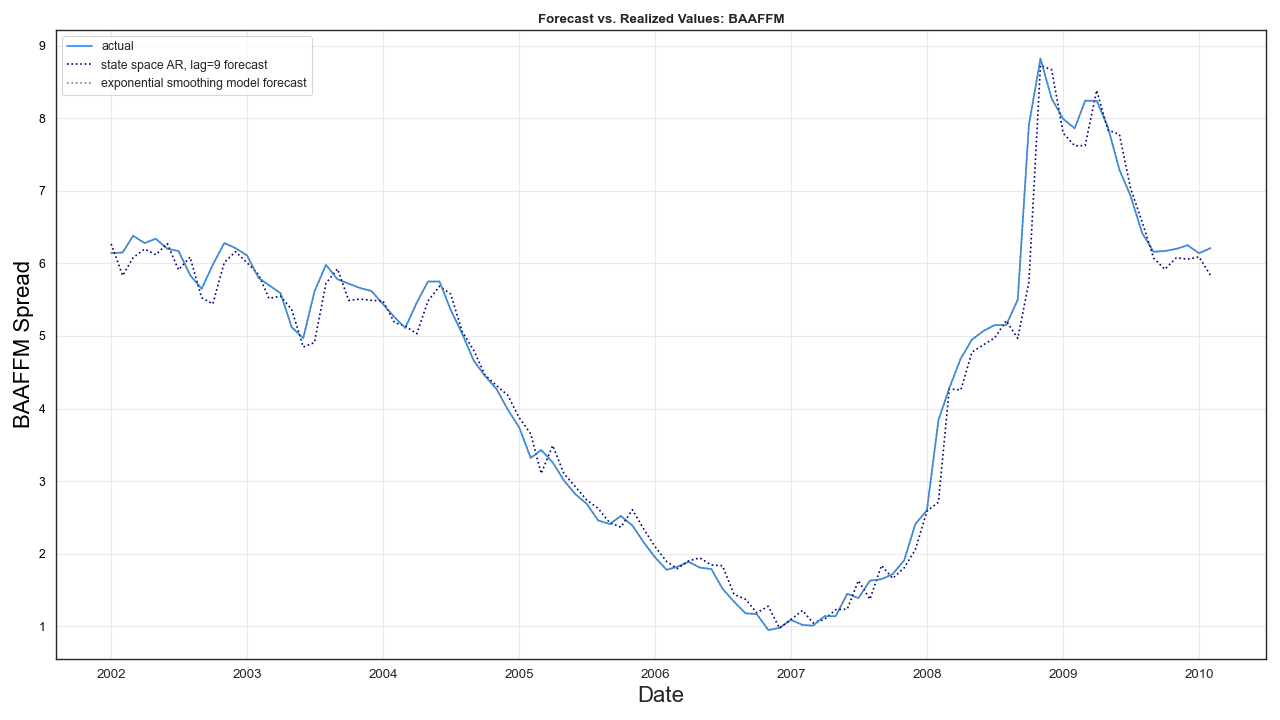 Forecast vs. Realized Values: BAAFFM
actual
state space AR, lag=9 forecast
exponential smoothing model forecast
9
8
7
6
5
4
3
2
1
BAAFFM Spread
2002 2003 2004 2005 2006 2007 2008 2009 2010
Date